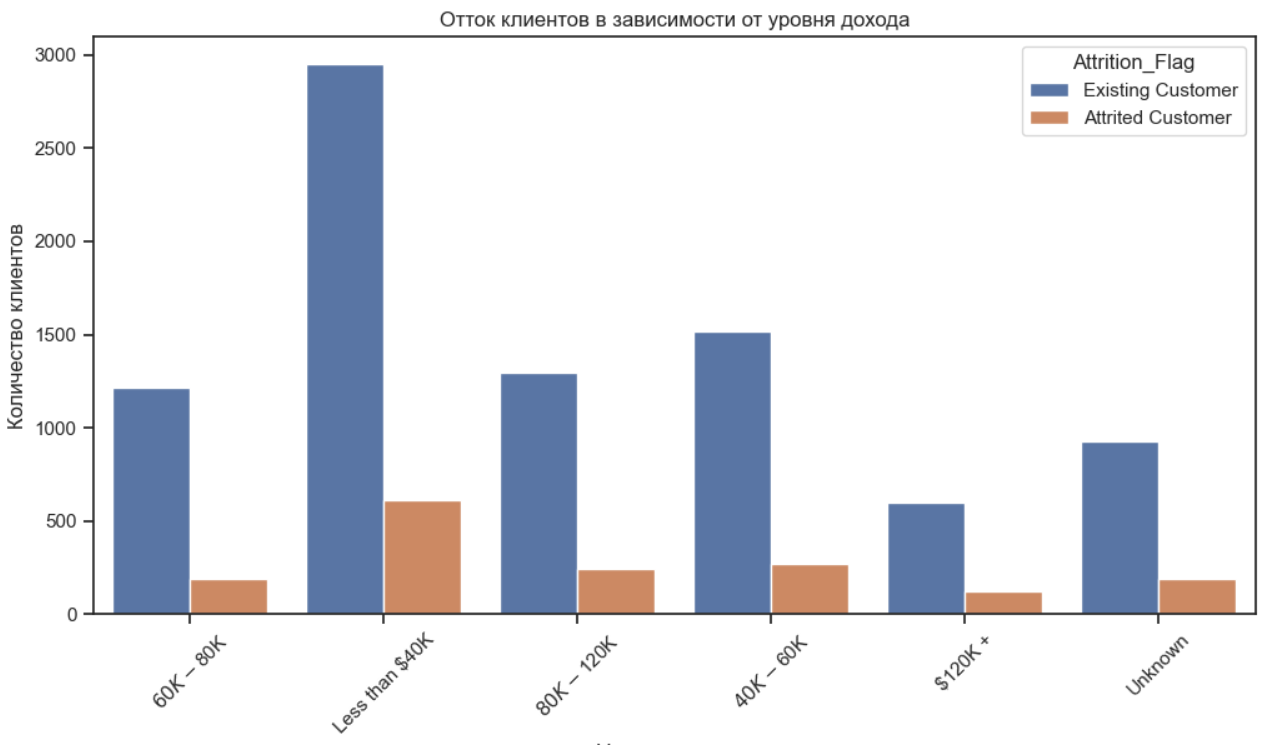 Отток клиентов в зависимости от уровня дохода
Количество клиентов
3000
2500
2000
1500
1000
500
0
Attrition_Flag
Existing Customer
Attrited Customer
60K – 80K
Less than $40K
80K – 120K
40K – 60K
$120K +
Unknown